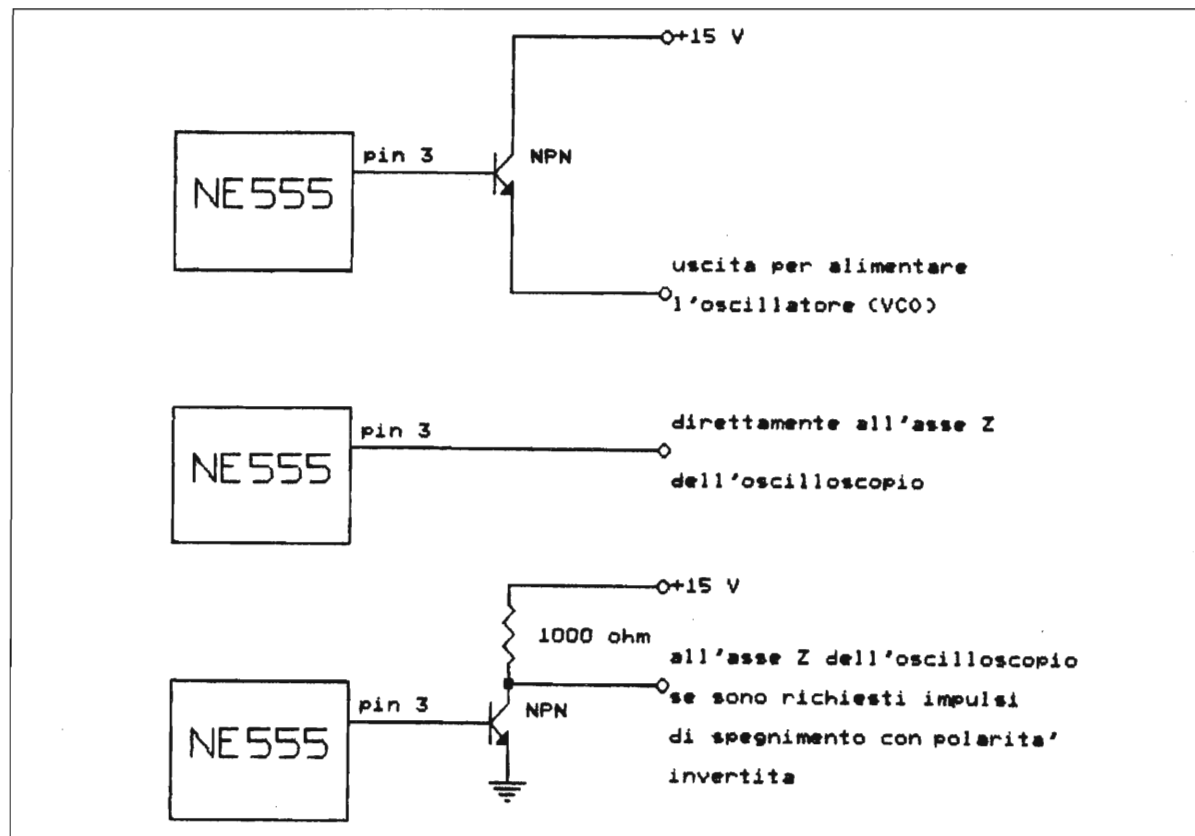 +15 V
NE555
pin 3
NPN
uscita per alimentare
l'oscillatore (VCO)
NE555
pin 3
direttamente all'asse Z
dell'oscilloscopio
+15 V
1000 ohm
NE555
pin 3
NPN
all'asse Z dell'oscilloscopio
se sono richiesti impulsi
di spegnimento con polarita'
invertita